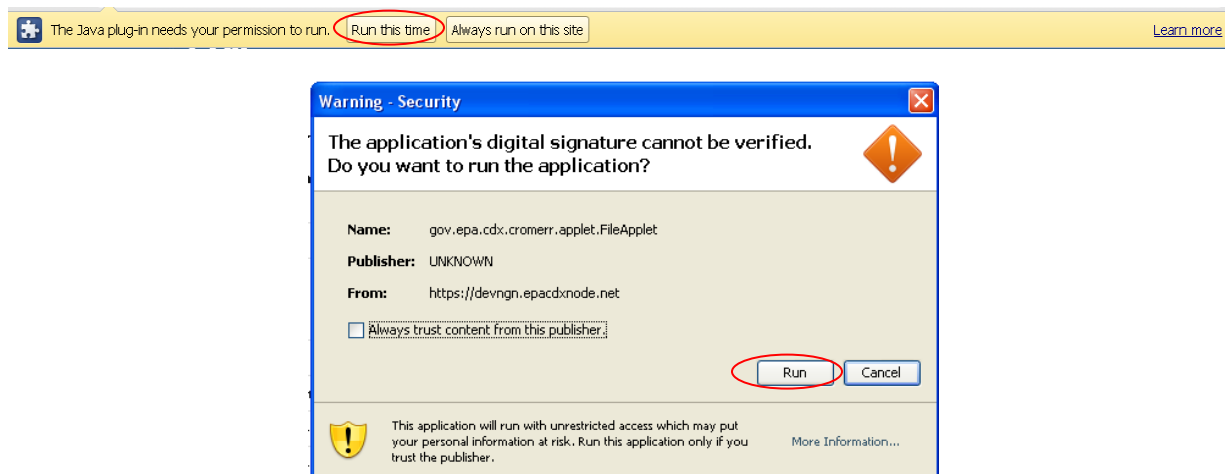 The Java plug-in needs your permission to run. Run this time Always run on this site Learn more
Warning - Security
The application's digital signature cannot be verified.
Do you want to run the application?
Name: gov.epa.cdx.cromerr.applet.FileApplet
Publisher: UNKNOWN
From: https://devngn.epacdxnode.net
Always trust content from this publisher.
Run Cancel
This application will run with unrestricted access which may put
your personal information at risk. Run this application only if you More Information...
trust the publisher.